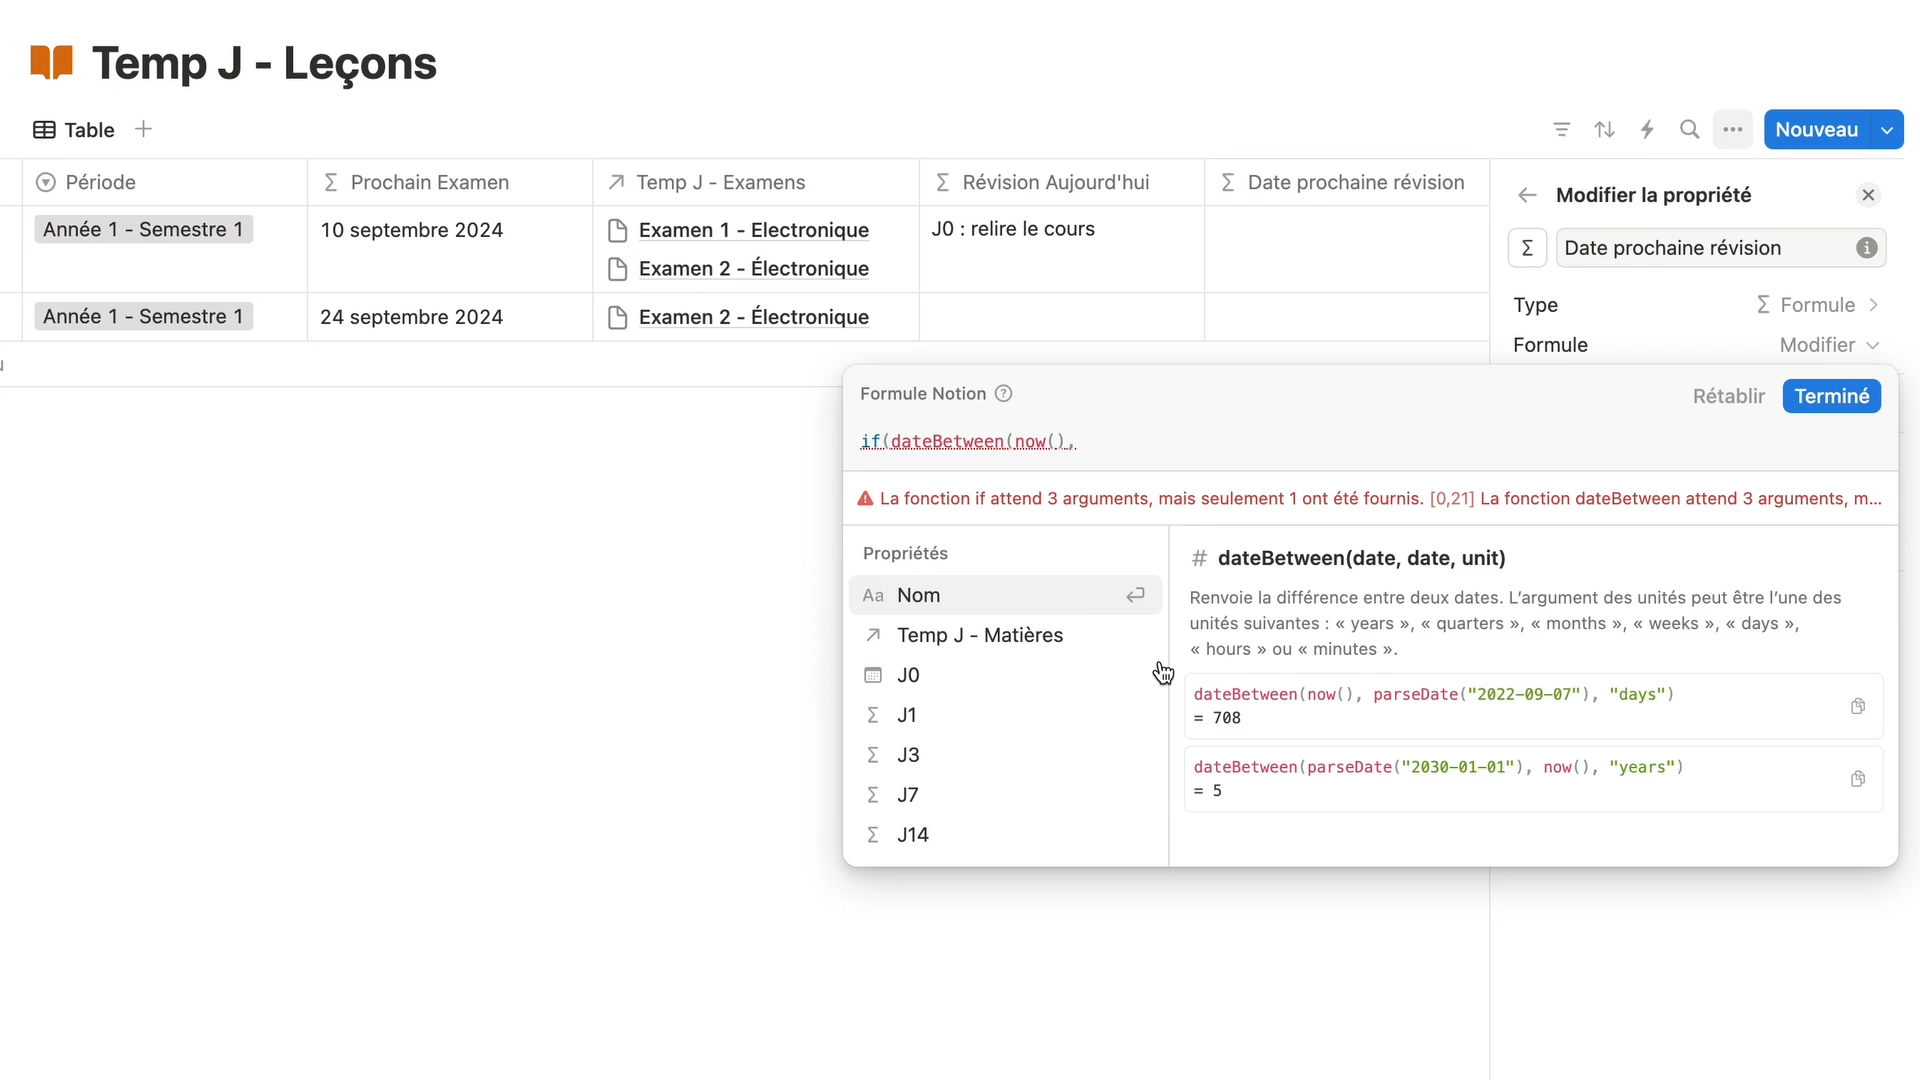 Temp J - Leçons
Table
Nouveau
Période
Prochain Examen
Temp J - Examens
Révision Aujourd'hui
Date prochaine révision
Année 1 - Semestre 1
10 septembre 2024
Examen 1 - Electronique
Examen 2 - Électronique
J0 : relire le cours
Année 1 - Semestre 1
24 septembre 2024
Examen 2 - Électronique
Modifier la propriété
Date prochaine révision
Type
Formule
Formule
Modifier
Formule Notion
Rétablir
Terminé
if(dateBetween(now(),
La fonction if attend 3 arguments, mais seulement 1 ont été fournis. [0,21] La fonction dateBetween attend 3 arguments, m...
Propriétés
Aa Nom
Temp J - Matières
J0
J1
J3
J7
J14
# dateBetween(date, date, unit)
Renvoie la différence entre deux dates. L’argument des unités peut être l’une des
unités suivantes : « years », « quarters », « months », « weeks », « days »,
« hours » ou « minutes ».
dateBetween(now(), parseDate("2022-09-07"), "days")
= 708
dateBetween(parseDate("2030-01-01"), now(), "years")
= 5